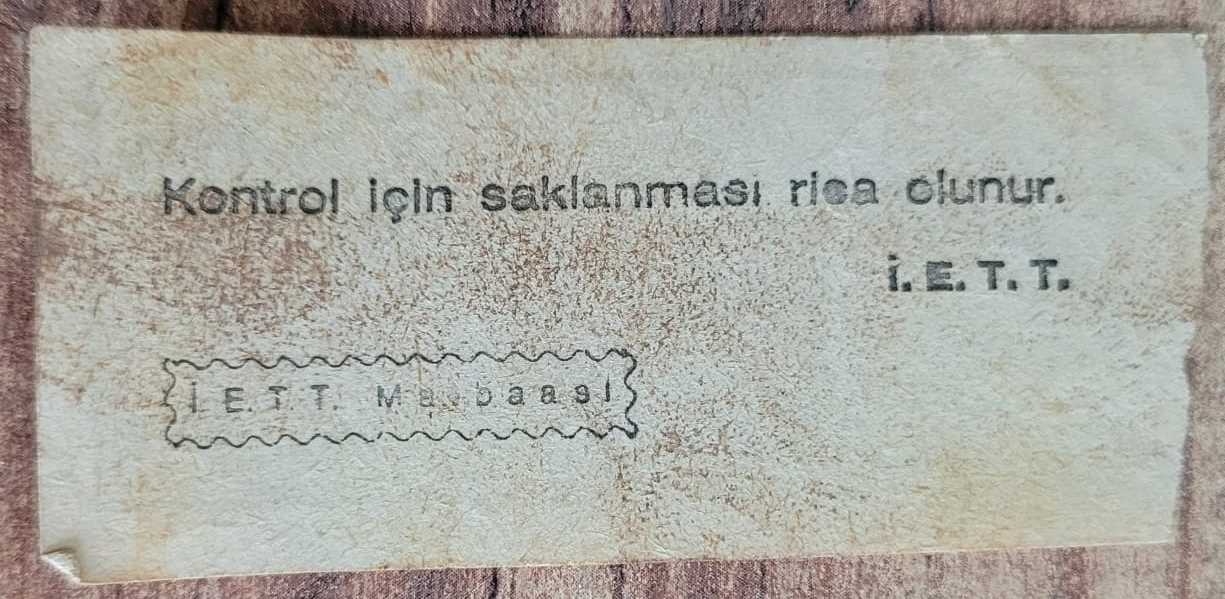 Kontrol için saklanması rica olunur.
İ.E.T.T.
İ.E.T.T. Matbaası